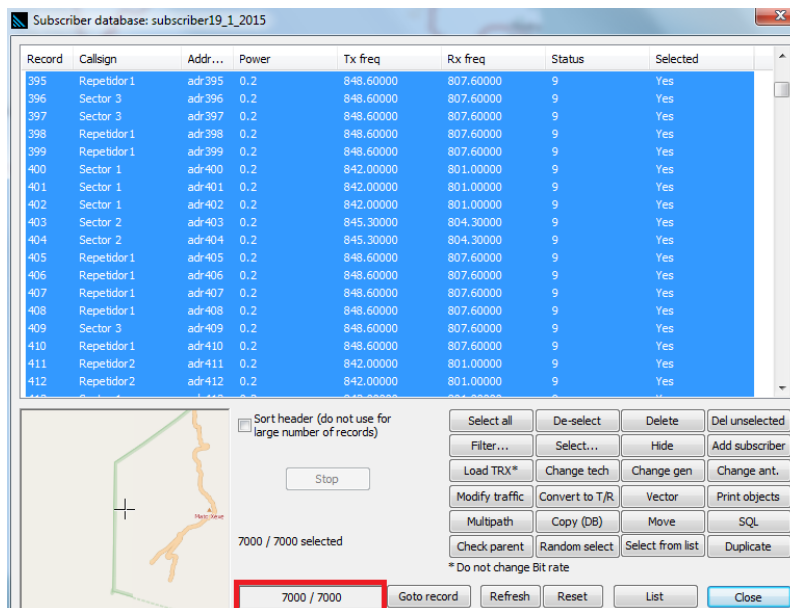 Subscriber database: subscriber19_1_2015
Record Callsign Addr... Power Tx freq Rx freq Status Selected
395 Repetidor1 adr395 0.2 848.60000 807.60000 9 Yes
396 Sector 3 adr396 0.2 848.60000 807.60000 9 Yes
397 Sector 3 adr397 0.2 848.60000 807.60000 9 Yes
398 Repetidor1 adr398 0.2 848.60000 807.60000 9 Yes
399 Repetidor1 adr399 0.2 848.60000 807.60000 9 Yes
400 Sector 1 adr400 0.2 842.00000 801.00000 9 Yes
401 Sector 1 adr401 0.2 842.00000 801.00000 9 Yes
402 Sector 1 adr402 0.2 842.00000 801.00000 9 Yes
403 Sector 2 adr403 0.2 845.30000 804.30000 9 Yes
404 Sector 2 adr404 0.2 845.30000 804.30000 9 Yes
405 Repetidor1 adr405 0.2 848.60000 807.60000 9 Yes
406 Repetidor1 adr406 0.2 848.60000 807.60000 9 Yes
407 Repetidor1 adr407 0.2 848.60000 807.60000 9 Yes
408 Repetidor1 adr408 0.2 848.60000 807.60000 9 Yes
409 Sector 3 adr409 0.2 848.60000 807.60000 9 Yes
410 Repetidor1 adr410 0.2 848.60000 807.60000 9 Yes
411 Repetidor2 adr411 0.2 842.00000 801.00000 9 Yes
412 Repetidor2 adr412 0.2 842.00000 801.00000 9 Yes
Sort header (do not use for
large number of records)
Stop
7000 / 7000 selected
Select all De-select Delete Del unselected
Filter... Select... Hide Add subscriber
Load TRX* Change tech Change gen Change ant.
Modify traffic Convert to T/R Vector Print objects
Multipath Copy (DB) Move SQL
Check parent Random select Select from list Duplicate
* Do not change Bit rate
7000 / 7000 Goto record Refresh Reset List Close